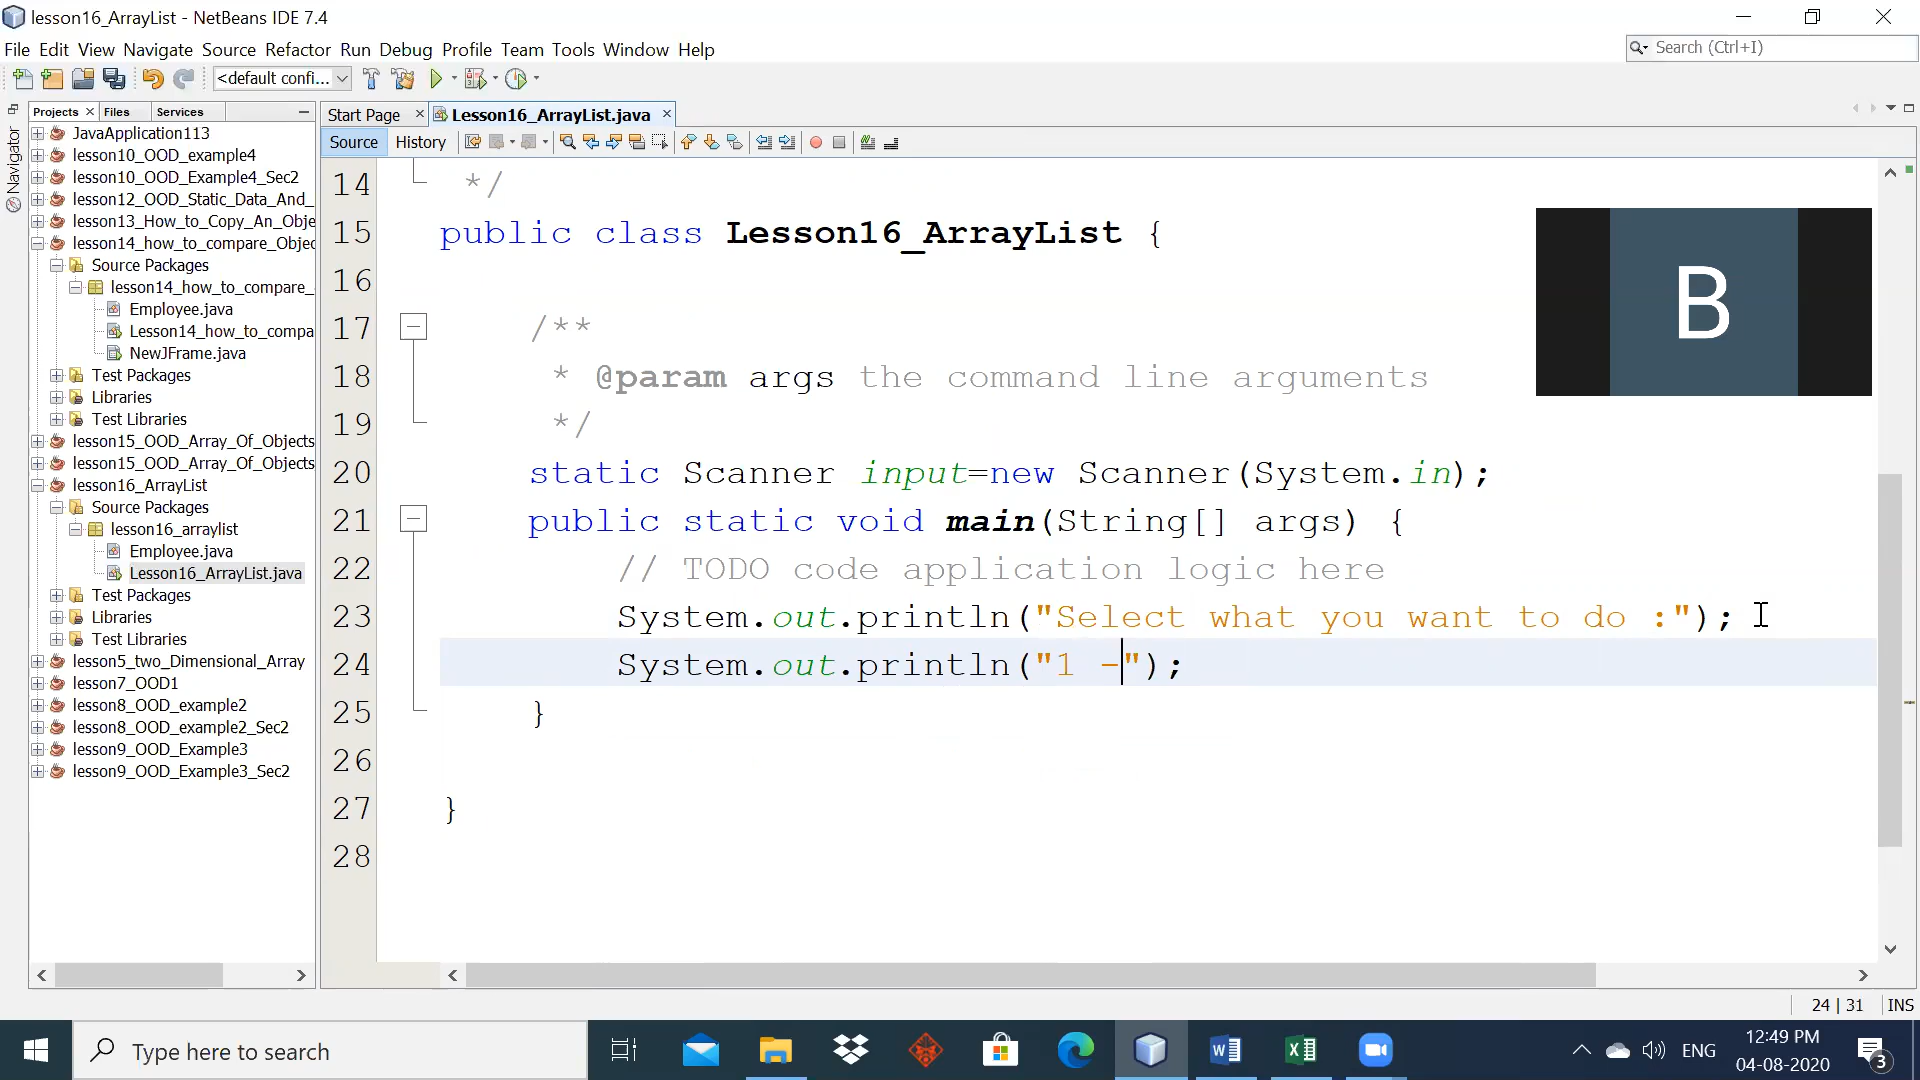 lesson16_ArrayList - NetBeans IDE 7.4
File Edit View Navigate Source Refactor Run Debug Profile Team Tools Window Help
Search (Ctrl+I)
<default confi...
Projects Files Services
Start Page Lesson16_ArrayList.java
Navigator
Source History
JavaApplication113
lesson10_OOD_example4
lesson10_OOD_Example4_Sec2
lesson12_OOD_Static_Data_And_
lesson13_How_to_Copy_An_Obje
lesson14_how_to_compare_Objec
Source Packages
lesson14_how_to_compare_
Employee.java
Lesson14_how_to_compa
NewJFrame.java
Test Packages
Libraries
Test Libraries
lesson15_OOD_Array_Of_Objects
lesson15_OOD_Array_Of_Objects
lesson16_ArrayList
Source Packages
lesson16_arraylist
Employee.java
Lesson16_ArrayList.java
Test Packages
Libraries
Test Libraries
lesson5_two_Dimensional_Array
lesson7_OOD1
lesson8_OOD_example2
lesson8_OOD_example2_Sec2
lesson9_OOD_Example3
lesson9_OOD_Example3_Sec2
14 */
15 public class Lesson16_ArrayList {
16
17 /**
18 * @param args the command line arguments
19 */
20 static Scanner input=new Scanner(System.in);
21 public static void main(String[] args) {
22 // TODO code application logic here
23 System.out.println("Select what you want to do :");
24 System.out.println("1 -");
25 }
26
27 }
28
B
24 | 31 INS
Type here to search
ENG
12:49 PM
04-08-2020
3